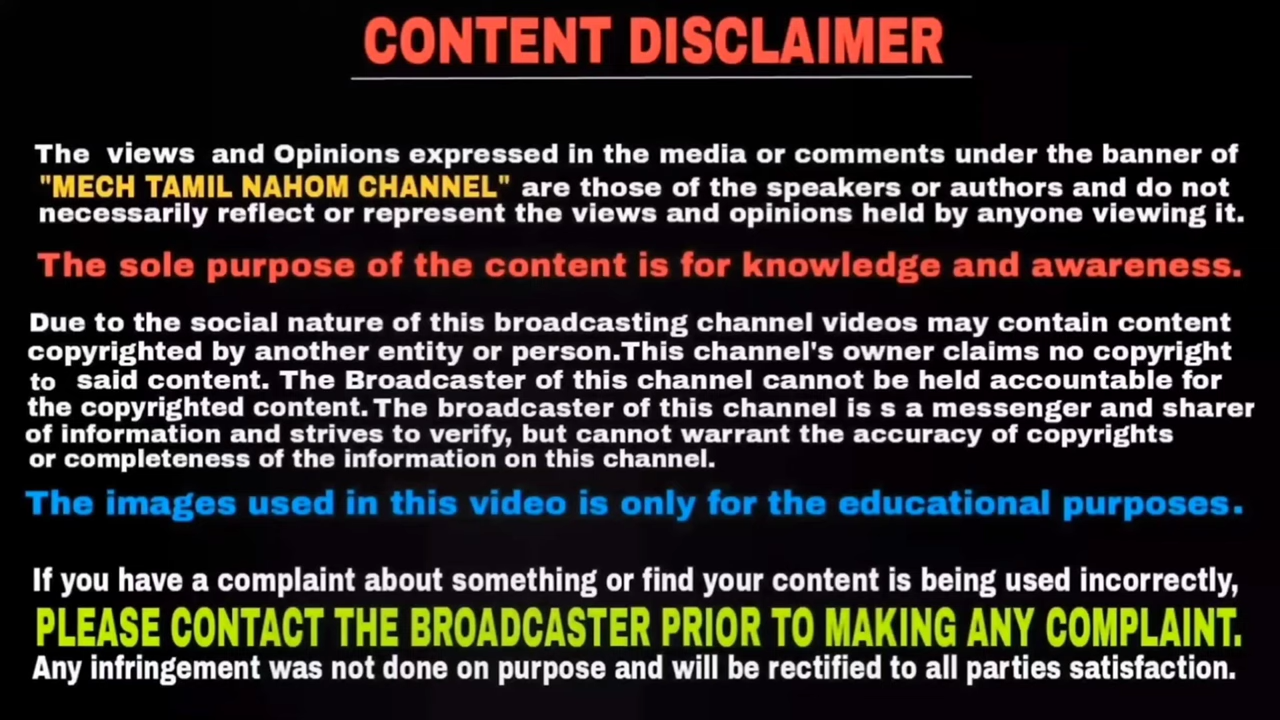 CONTENT DISCLAIMER
The views and Opinions expressed in the media or comments under the banner of
"MECH TAMIL NAHOM CHANNEL" are those of the speakers or authors and do not
necessarily reflect or represent the views and opinions held by anyone viewing it.
The sole purpose of the content is for knowledge and awareness.
Due to the social nature of this broadcasting channel videos may contain content
copyrighted by another entity or person.This channel's owner claims no copyright
to said content. The Broadcaster of this channel cannot be held accountable for
the copyrighted content. The broadcaster of this channel is s a messenger and sharer
of information and strives to verify, but cannot warrant the accuracy of copyrights
or completeness of the information on this channel.
The images used in this video is only for the educational purposes.
If you have a complaint about something or find your content is being used incorrectly,
PLEASE CONTACT THE BROADCASTER PRIOR TO MAKING ANY COMPLAINT.
Any infringement was not done on purpose and will be rectified to all parties satisfaction.